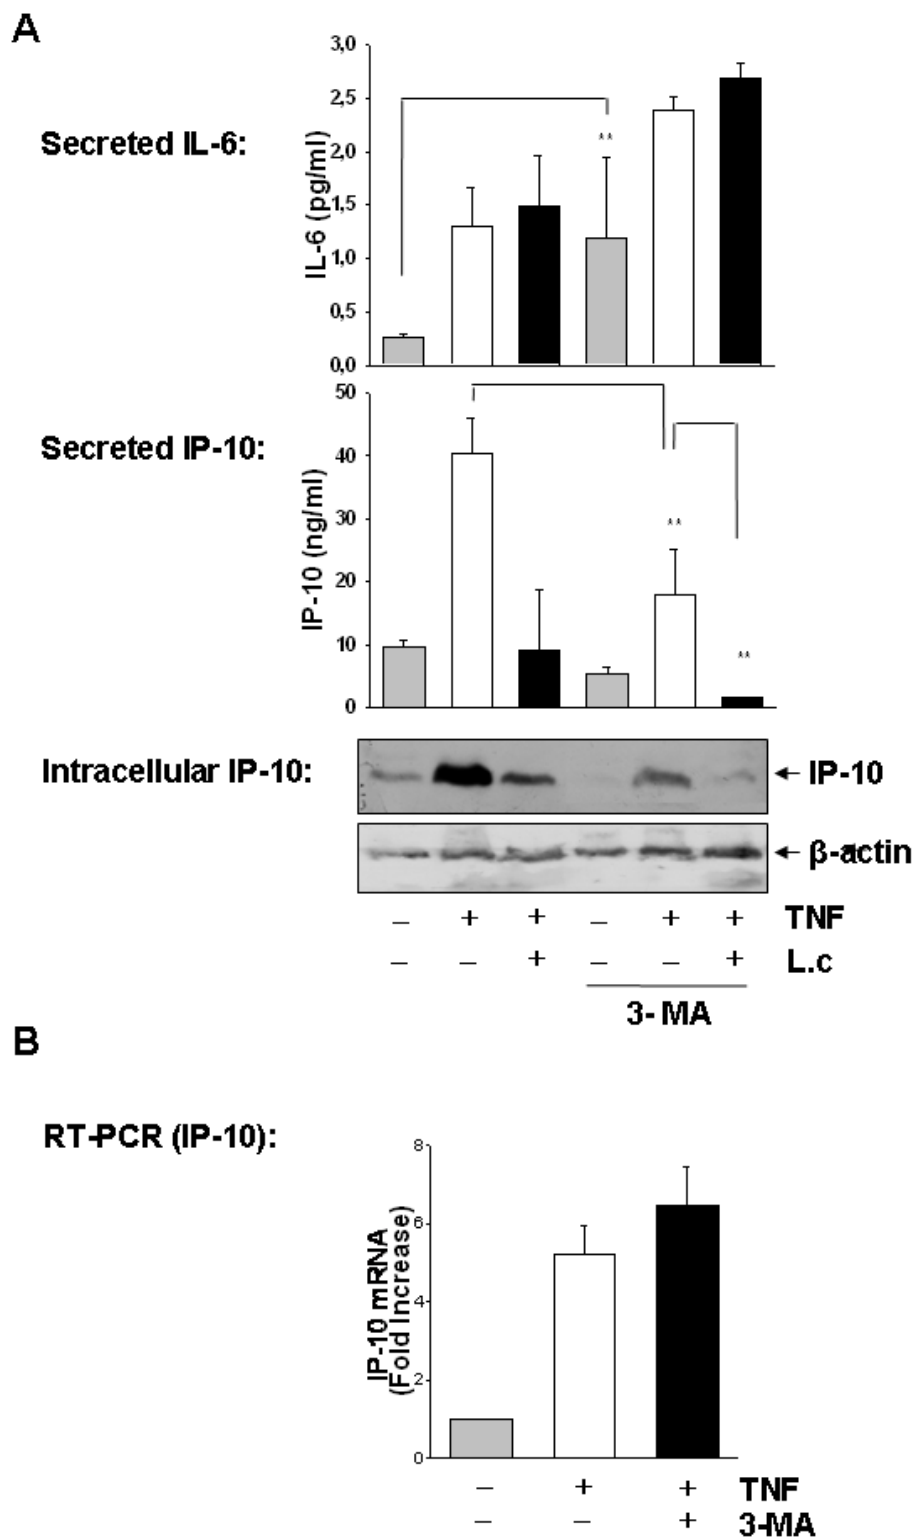 A
Secreted IL-6:
IL-6 (pg/ml)
3,0
2,5
2,0
1,5
1,0
0,5
0,0
**
Secreted IP-10:
IP-10 (ng/ml)
50
40
30
20
10
0
**
**
Intracellular IP-10:
← IP-10
← β-actin
– + + – + + TNF
– – + – – + L.c
3- MA
B
RT-PCR (IP-10):
IP-10 mRNA
(Fold Increase)
8
6
4
2
0
– + + TNF
– – + 3-MA